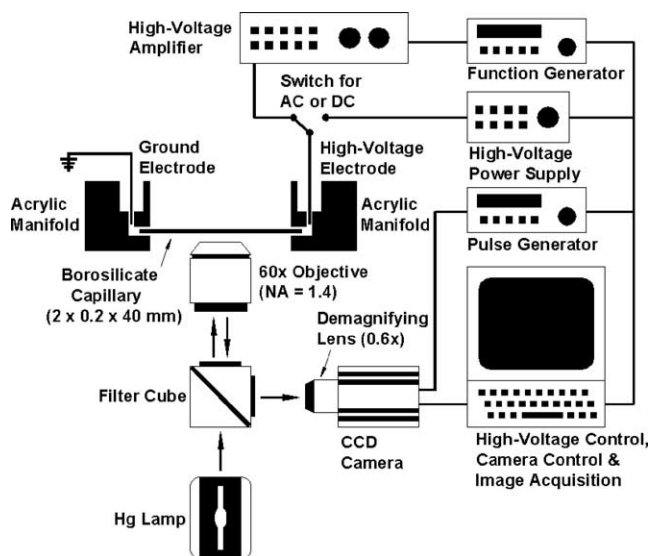 High-Voltage
Amplifier
Function Generator
Switch for
AC or DC
Ground
Electrode
High-Voltage
Electrode
High-Voltage
Power Supply
Acrylic
Manifold
Acrylic
Manifold
Pulse Generator
Borosilicate
Capillary
(2 x 0.2 x 40 mm)
60x Objective
(NA = 1.4)
Demagnifying
Lens (0.6x)
Filter Cube
CCD
Camera
High-Voltage Control,
Camera Control &
Image Acquisition
Hg Lamp